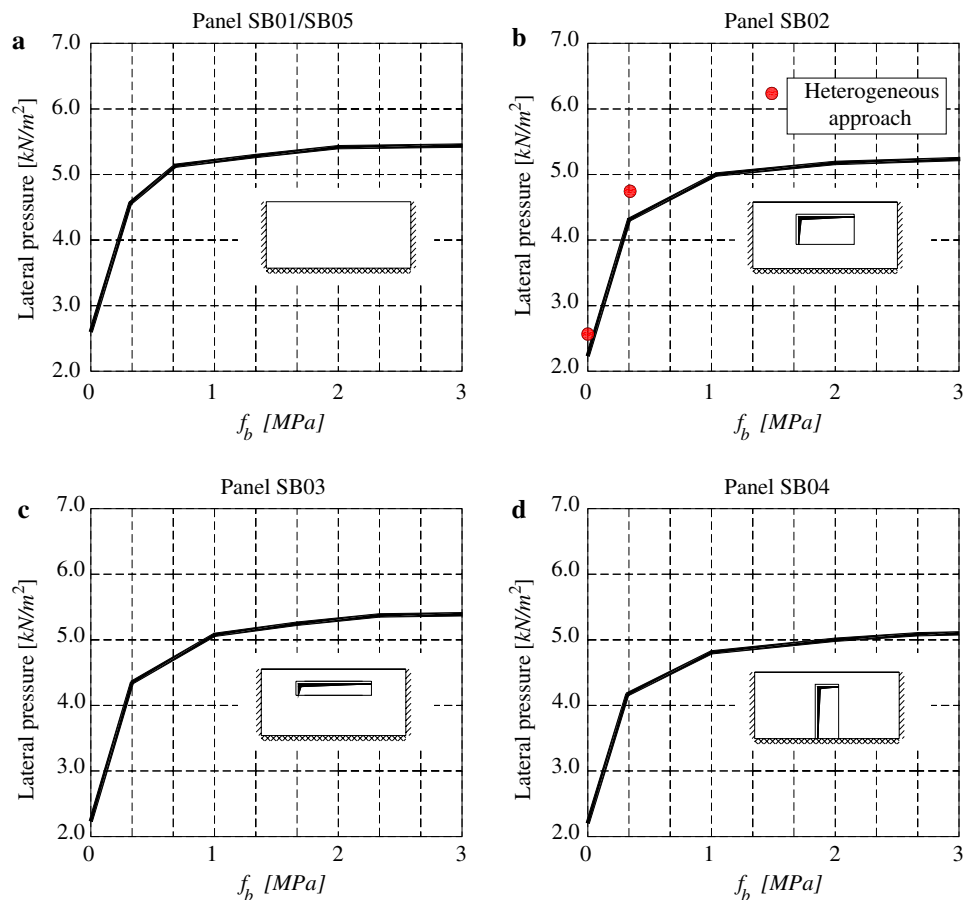 a
Panel SB01/SB05
7.0
6.0
5.0
4.0
3.0
2.0
Lateral pressure [kN/m²]
0 1 2 3
f_b [MPa]
b
Panel SB02
7.0
6.0
5.0
4.0
3.0
2.0
Lateral pressure [kN/m²]
Heterogeneous
approach
0 1 2 3
f_b [MPa]
c
Panel SB03
7.0
6.0
5.0
4.0
3.0
2.0
Lateral pressure [kN/m²]
0 1 2 3
f_b [MPa]
d
Panel SB04
7.0
6.0
5.0
4.0
3.0
2.0
Lateral pressure [kN/m²]
0 1 2 3
f_b [MPa]